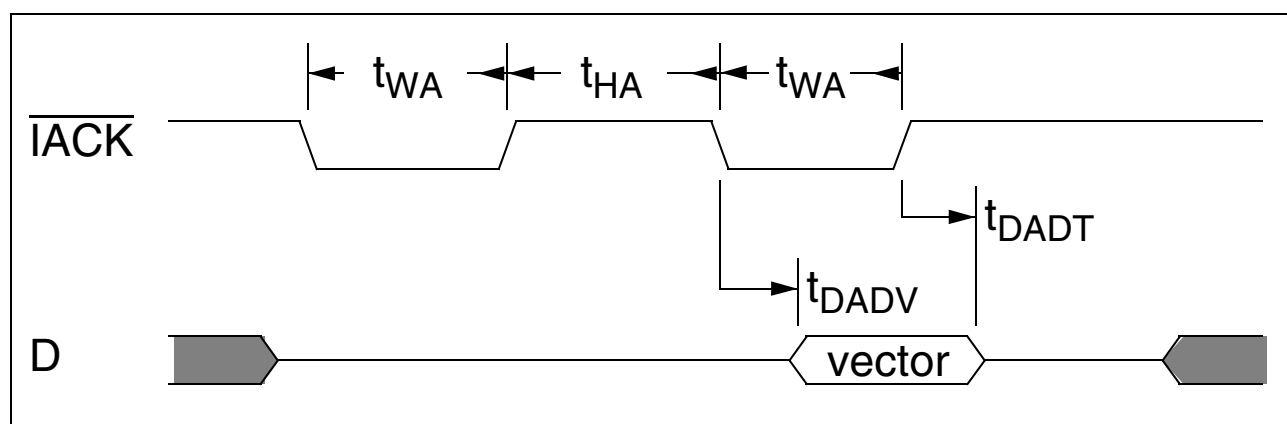 tWA tHA tWA
IACK
tDADT
tDADV
D vector